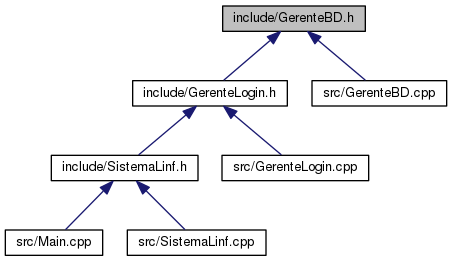 include/GerenteBD.h
include/GerenteLogin.h
src/GerenteBD.cpp
include/SistemaLinf.h
src/GerenteLogin.cpp
src/Main.cpp
src/SistemaLinf.cpp